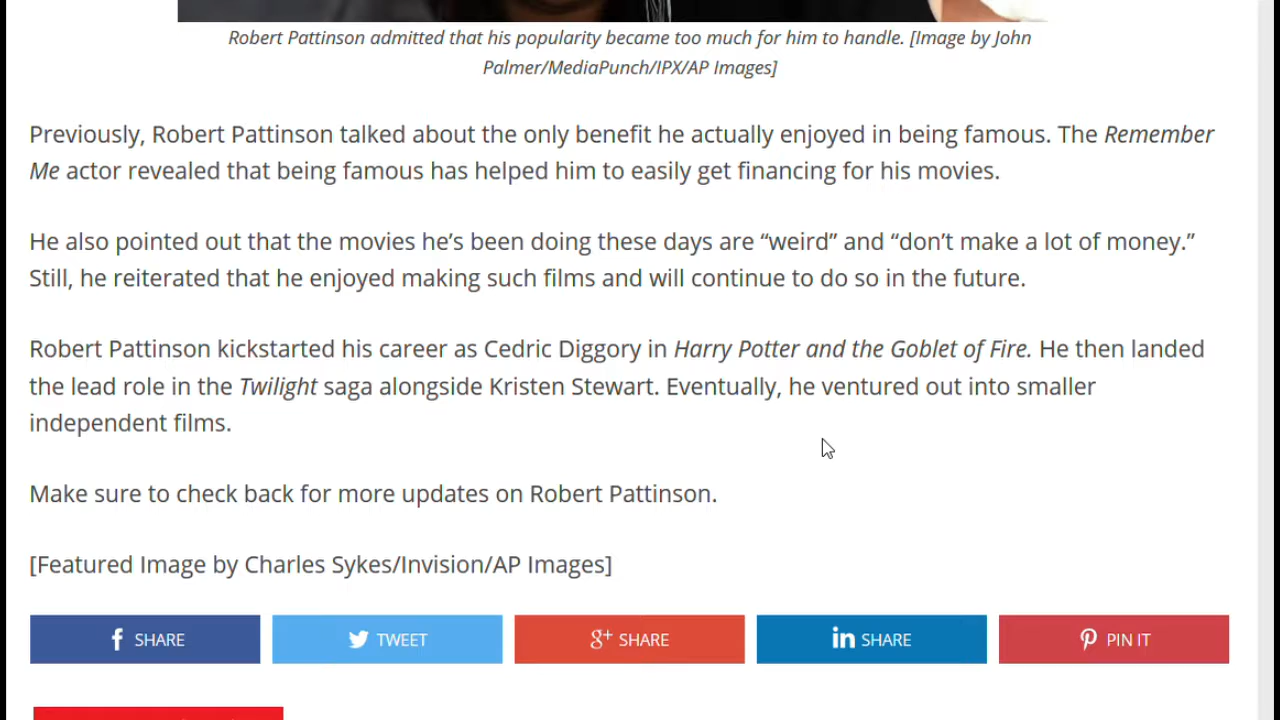 Robert Pattinson admitted that his popularity became too much for him to handle. [Image by John
Palmer/MediaPunch/IPX/AP Images]
Previously, Robert Pattinson talked about the only benefit he actually enjoyed in being famous. The Remember
Me actor revealed that being famous has helped him to easily get financing for his movies.
He also pointed out that the movies he’s been doing these days are “weird” and “don’t make a lot of money.”
Still, he reiterated that he enjoyed making such films and will continue to do so in the future.
Robert Pattinson kickstarted his career as Cedric Diggory in Harry Potter and the Goblet of Fire. He then landed
the lead role in the Twilight saga alongside Kristen Stewart. Eventually, he ventured out into smaller
independent films.
Make sure to check back for more updates on Robert Pattinson.
[Featured Image by Charles Sykes/Invision/AP Images]
f SHARE TWEET g+ SHARE in SHARE PIN IT